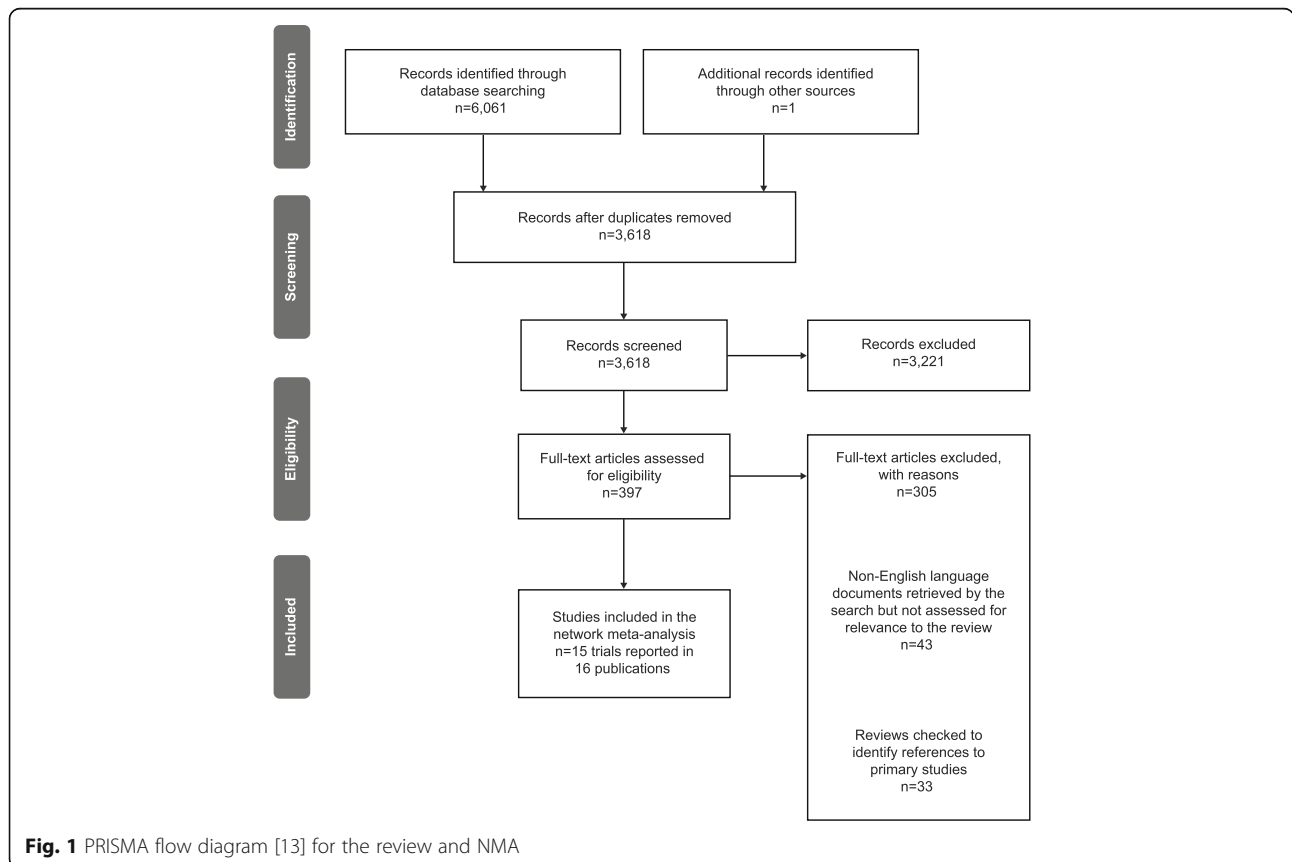 Identification
Records identified through
database searching
n=6,061
Additional records identified
through other sources
n=1
Screening
Records after duplicates removed
n=3,618
Records screened
n=3,618
Records excluded
n=3,221
Eligibility
Full-text articles assessed
for eligibility
n=397
Full-text articles excluded,
with reasons
n=305
Non-English language
documents retrieved by the
search but not assessed for
relevance to the review
n=43
Reviews checked to
identify references to
primary studies
n=33
Included
Studies included in the
network meta-analysis
n=15 trials reported in
16 publications
Fig. 1 PRISMA flow diagram [13] for the review and NMA